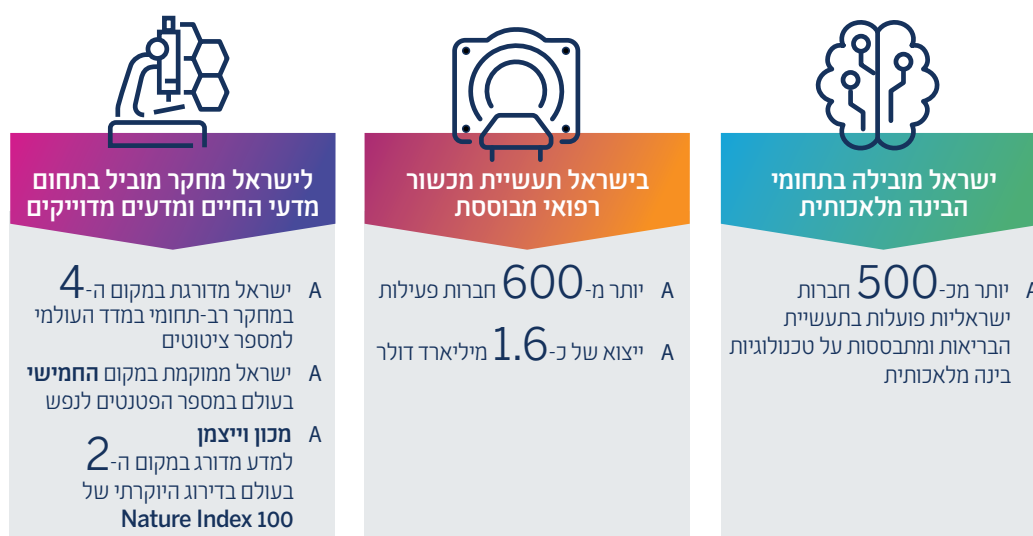 ישראל מובילה בתחומי
הבינה מלאכותית
A יותר מכ-500 חברות
ישראליות פועלות בתעשיית
הבריאות ומתבססות על טכנולוגיות
בינה מלאכותית
בישראל תעשיית מכשור
רפואי מבוססת
A יותר מ-600 חברות פעילות
A ייצוא של כ-1.6 מיליארד דולר
לישראל מחקר מוביל בתחום
מדעי החיים ומדעים מדוייקים
A ישראל מדורגת במקום ה-4
במחקר רב-תחומי במדד העולמי
למספר ציטוטים
A ישראל ממוקמת במקום החמישי
בעולם במספר הפטנטים לנפש
A מכון וייצמן
למדע מדורג במקום ה-2
בעולם בדירוג היוקרתי של
Nature Index 100